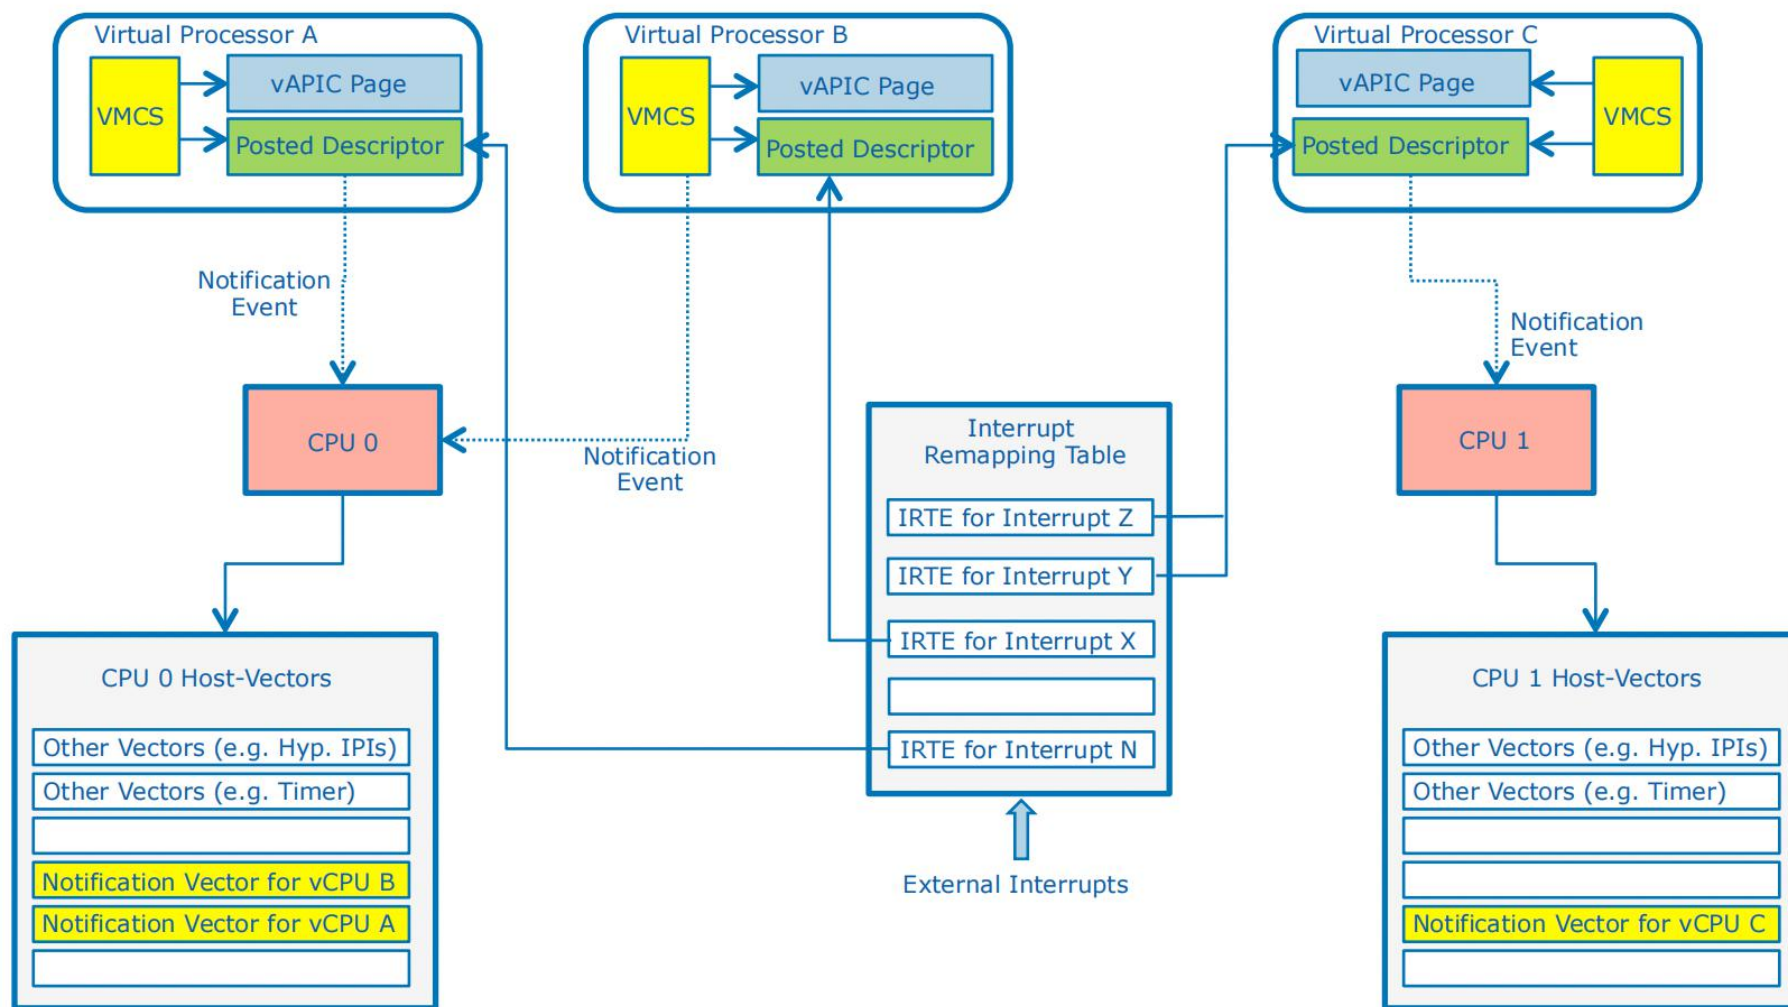 Virtual Processor A
VMCS
vAPIC Page
Posted Descriptor
Virtual Processor B
VMCS
vAPIC Page
Posted Descriptor
Virtual Processor C
vAPIC Page
Posted Descriptor
VMCS
Notification
Event
Notification
Event
Notification
Event
CPU 0
CPU 1
Interrupt
Remapping Table
IRTE for Interrupt Z
IRTE for Interrupt Y
IRTE for Interrupt X
IRTE for Interrupt N
External Interrupts
CPU 0 Host-Vectors
Other Vectors (e.g. Hyp. IPIs)
Other Vectors (e.g. Timer)
Notification Vector for vCPU B
Notification Vector for vCPU A
CPU 1 Host-Vectors
Other Vectors (e.g. Hyp. IPIs)
Other Vectors (e.g. Timer)
Notification Vector for vCPU C